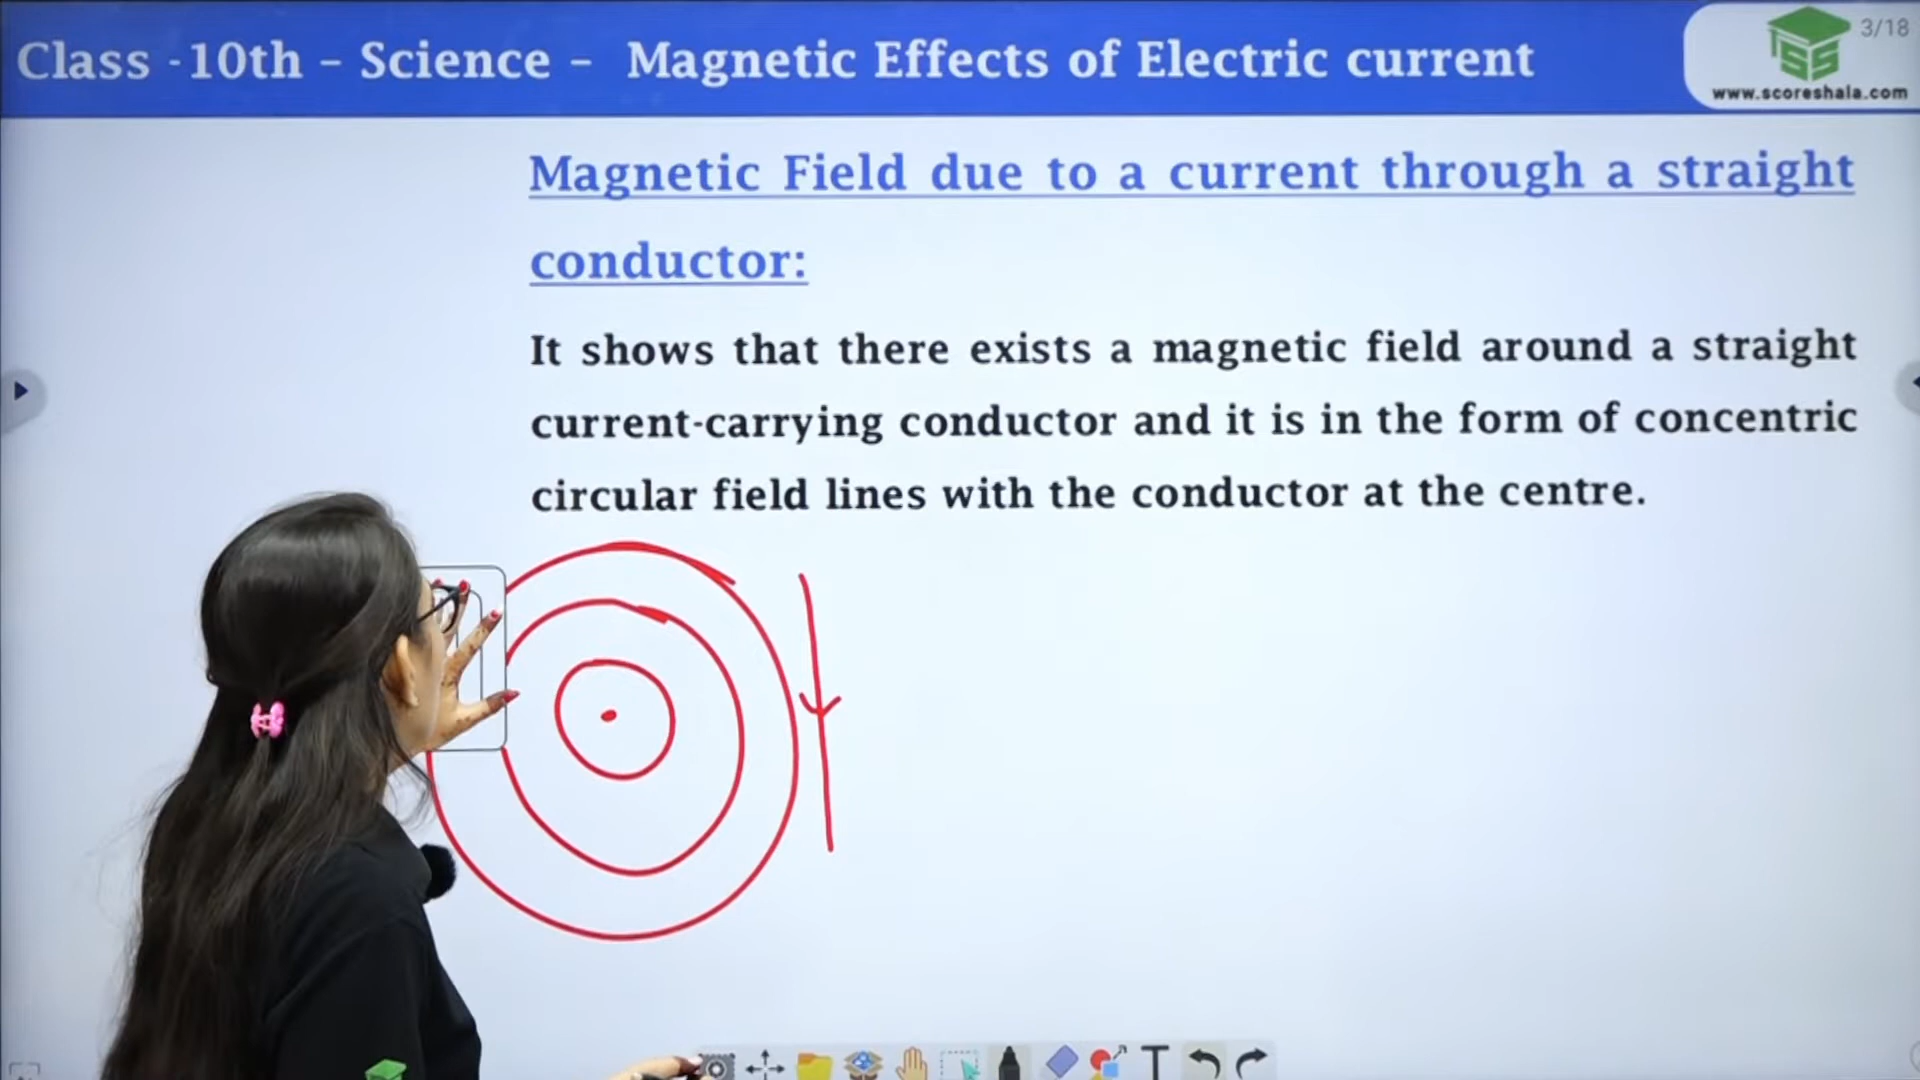 Class -10th – Science – Magnetic Effects of Electric current
3/18
SS
www.scoreshala.com
Magnetic Field due to a current through a straight
conductor:
It shows that there exists a magnetic field around a straight
current-carrying conductor and it is in the form of concentric
circular field lines with the conductor at the centre.
T